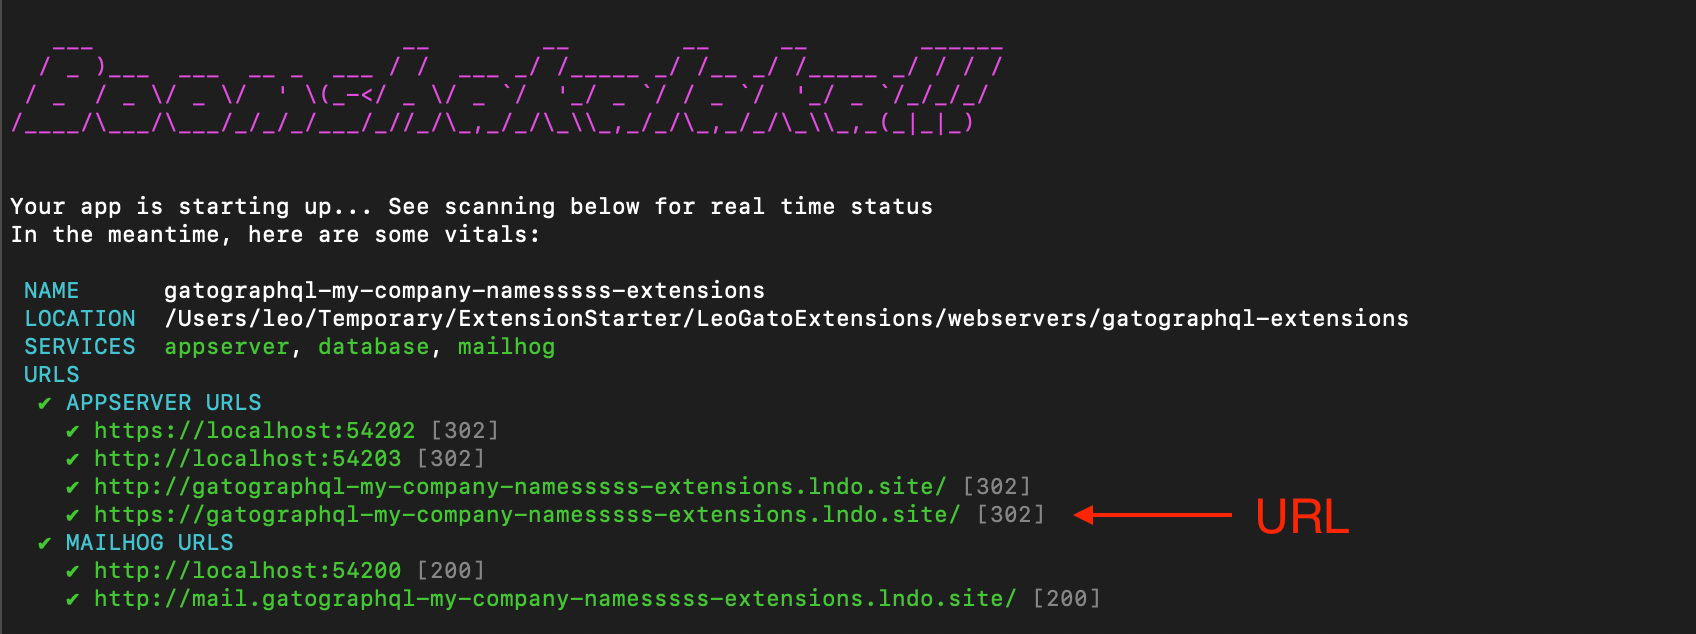 Boomshakalaka!!!
Your app is starting up... See scanning below for real time status
In the meantime, here are some vitals:
NAME gatographql-my-company-namesssss-extensions
LOCATION /Users/leo/Temporary/ExtensionStarter/LeoGatoExtensions/webservers/gatographql-extensions
SERVICES appserver, database, mailhog
URLS
✔ APPSERVER URLS
✔ https://localhost:54202 [302]
✔ http://localhost:54203 [302]
✔ http://gatographql-my-company-namesssss-extensions.lndo.site/ [302]
✔ https://gatographql-my-company-namesssss-extensions.lndo.site/ [302] URL
✔ MAILHOG URLS
✔ http://localhost:54200 [200]
✔ http://mail.gatographql-my-company-namesssss-extensions.lndo.site/ [200]